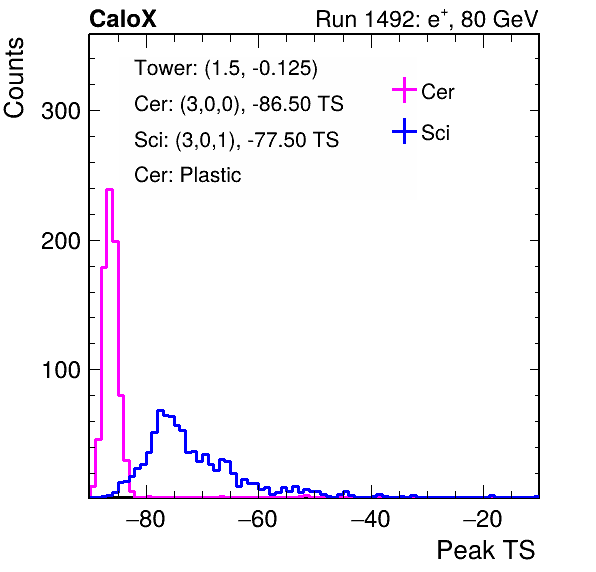 CaloX Run 1492: e⁺, 80 GeV
Counts
Tower: (1.5, -0.125)
Cer: (3,0,0), -86.50 TS
Sci: (3,0,1), -77.50 TS
Cer: Plastic
Cer
Sci
300
200
100
−80 −60 −40 −20
Peak TS